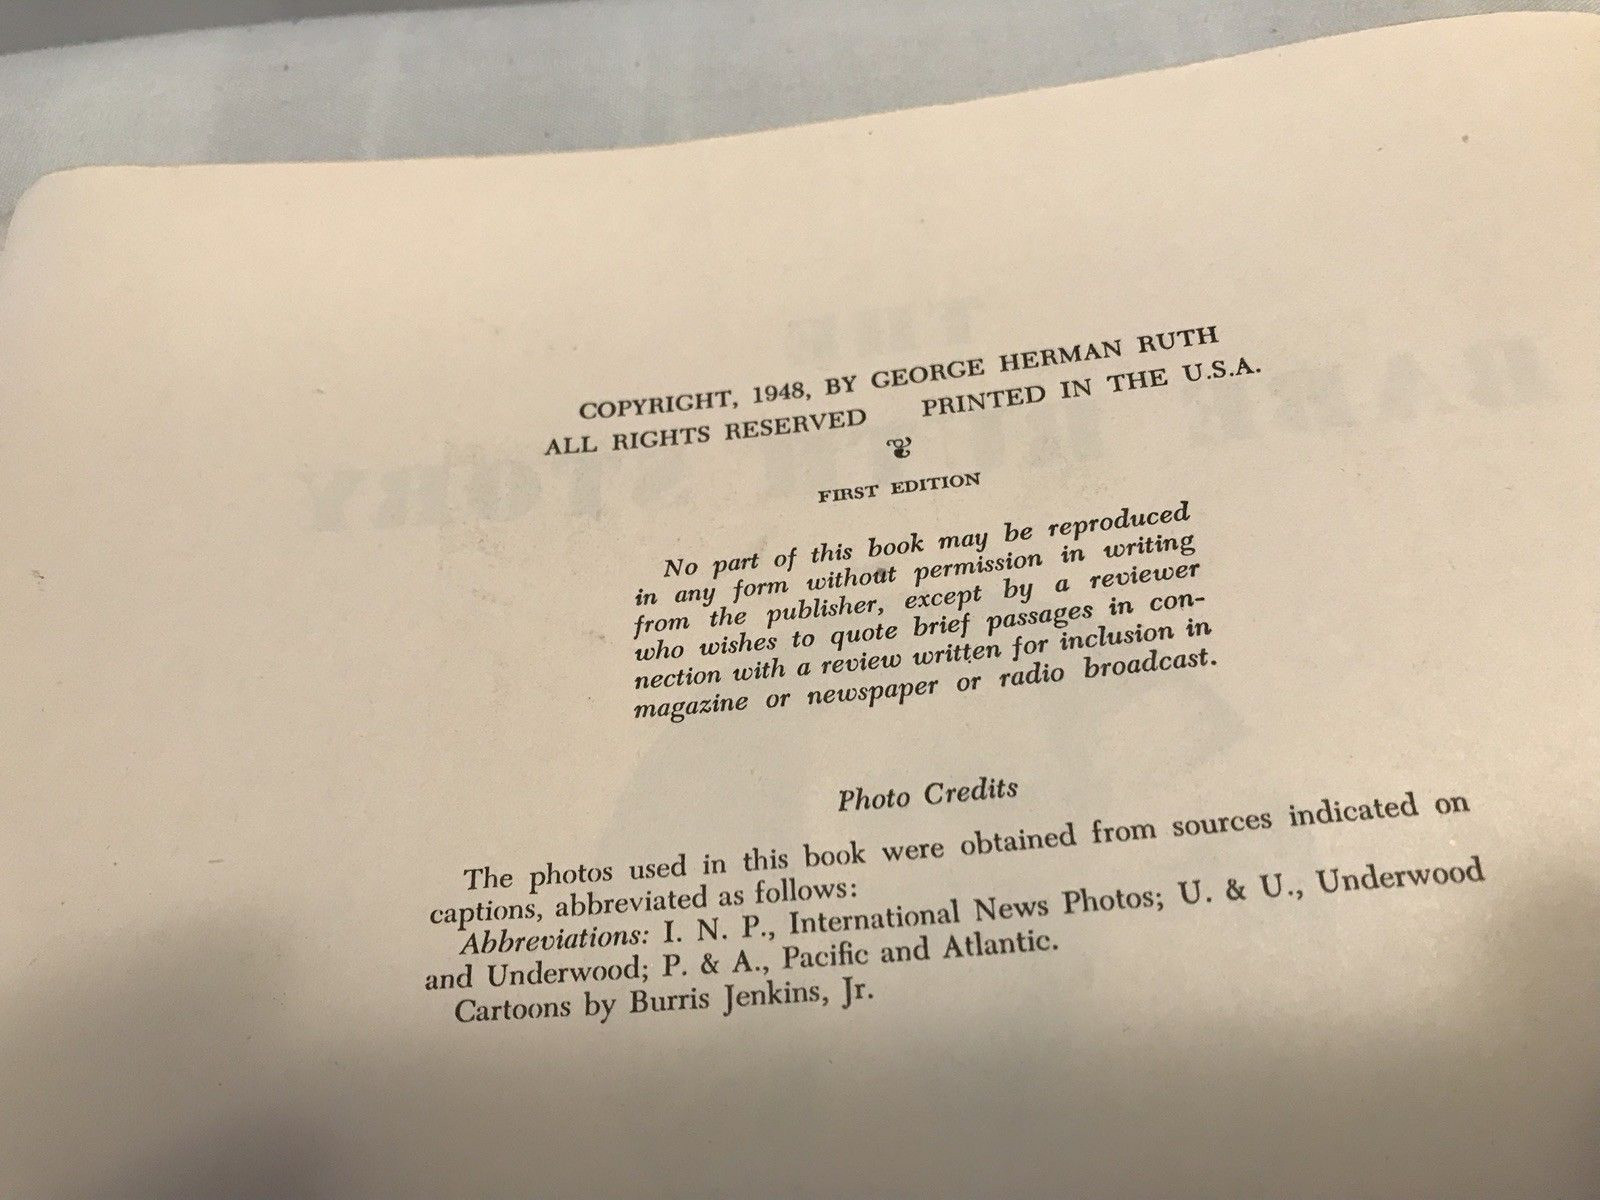 COPYRIGHT, 1948, BY GEORGE HERMAN RUTH
ALL RIGHTS RESERVED PRINTED IN THE U.S.A.
FIRST EDITION
No part of this book may be reproduced
in any form without permission in writing
from the publisher, except by a reviewer
who wishes to quote brief passages in con-
nection with a review written for inclusion in
magazine or newspaper or radio broadcast.
Photo Credits
The photos used in this book were obtained from sources indicated on
captions, abbreviated as follows:
Abbreviations: I. N. P., International News Photos; U. & U., Underwood
and Underwood; P. & A., Pacific and Atlantic.
Cartoons by Burris Jenkins, Jr.